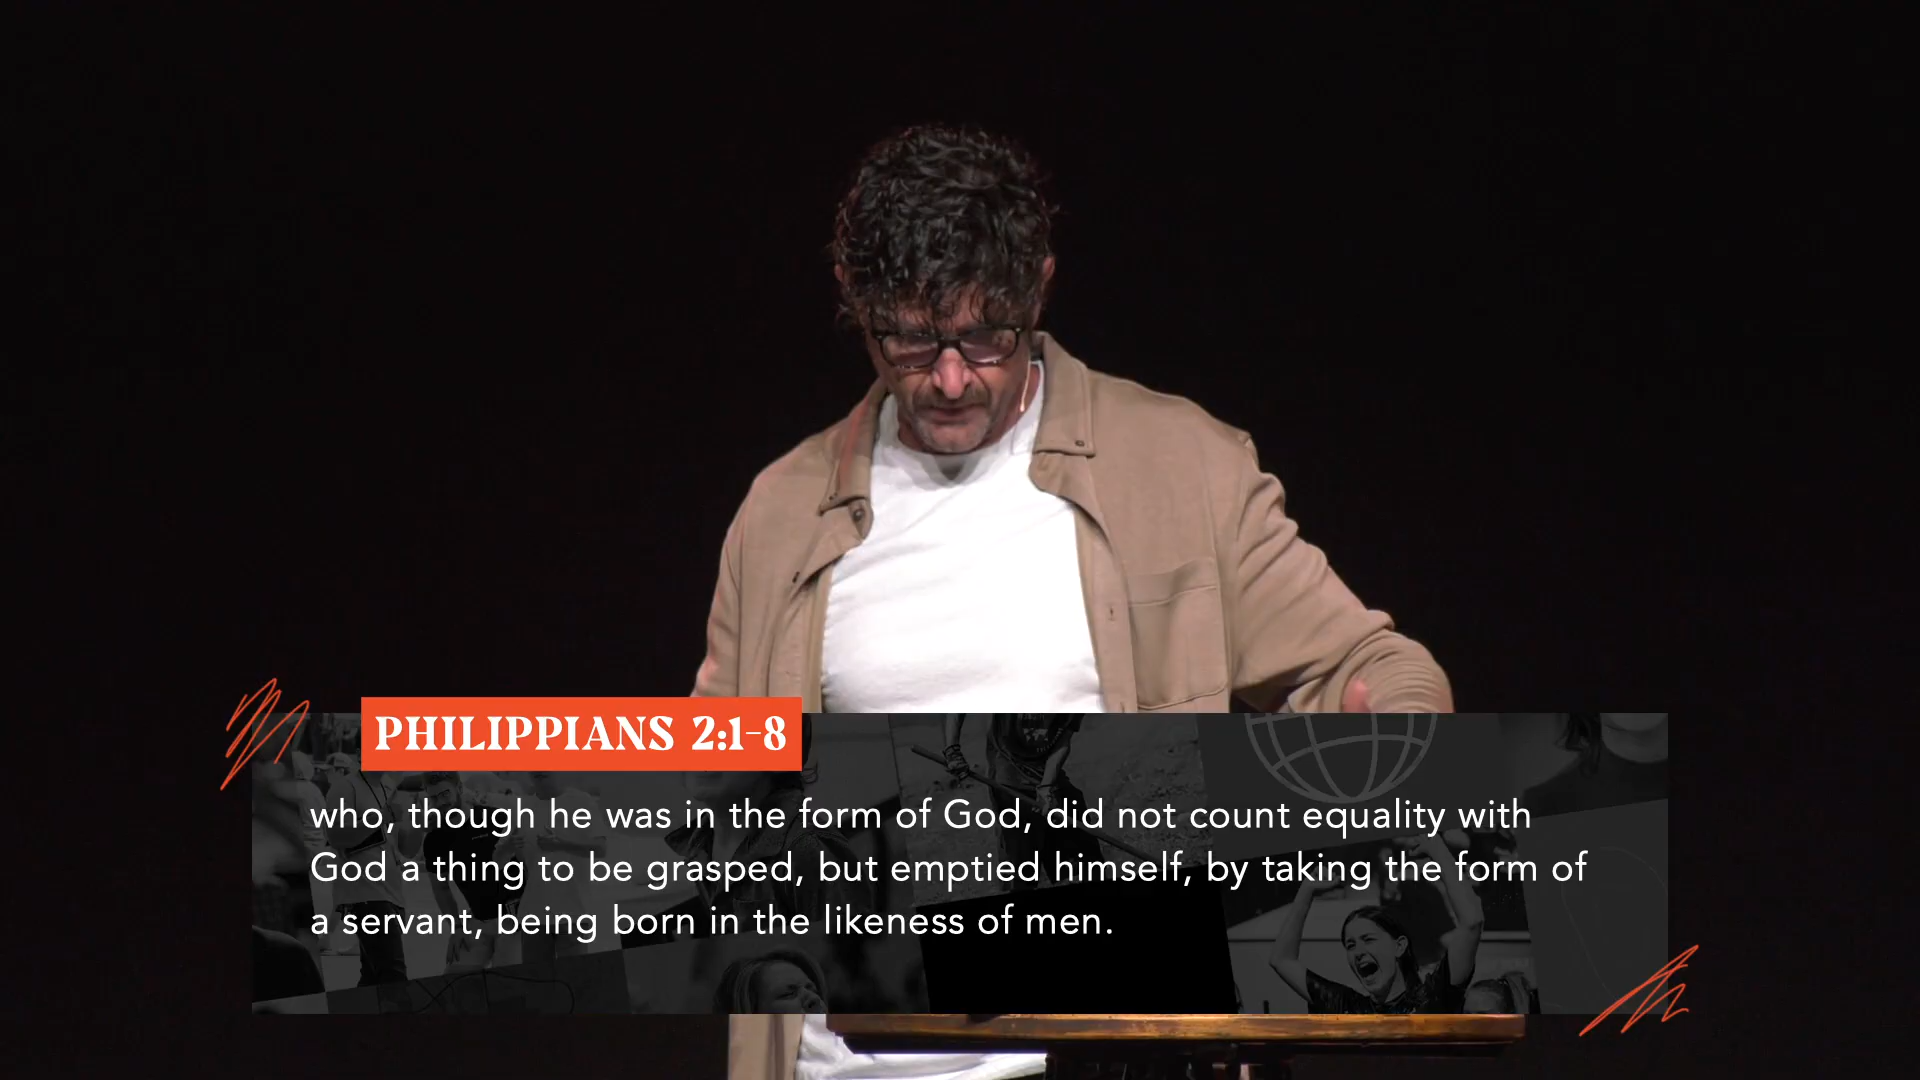 PHILIPPIANS 2:1-8
who, though he was in the form of God, did not count equality with
God a thing to be grasped, but emptied himself, by taking the form of
a servant, being born in the likeness of men.